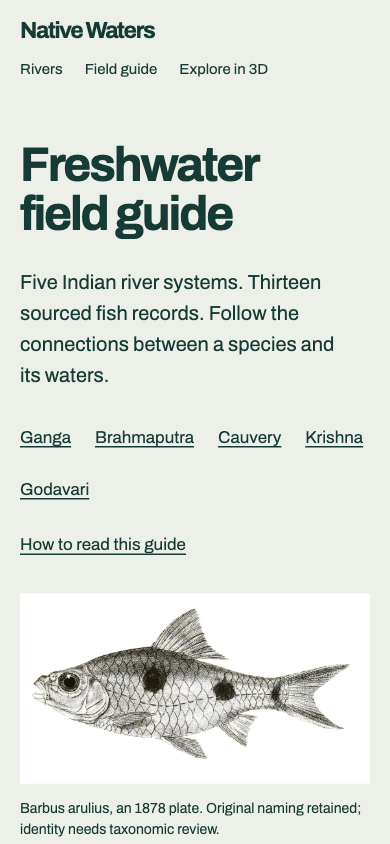 Native Waters
Rivers Field guide Explore in 3D
Freshwater
field guide
Five Indian river systems. Thirteen
sourced fish records. Follow the
connections between a species and
its waters.
Ganga Brahmaputra Cauvery Krishna
Godavari
How to read this guide
Barbus arulius, an 1878 plate. Original naming retained;
identity needs taxonomic review.